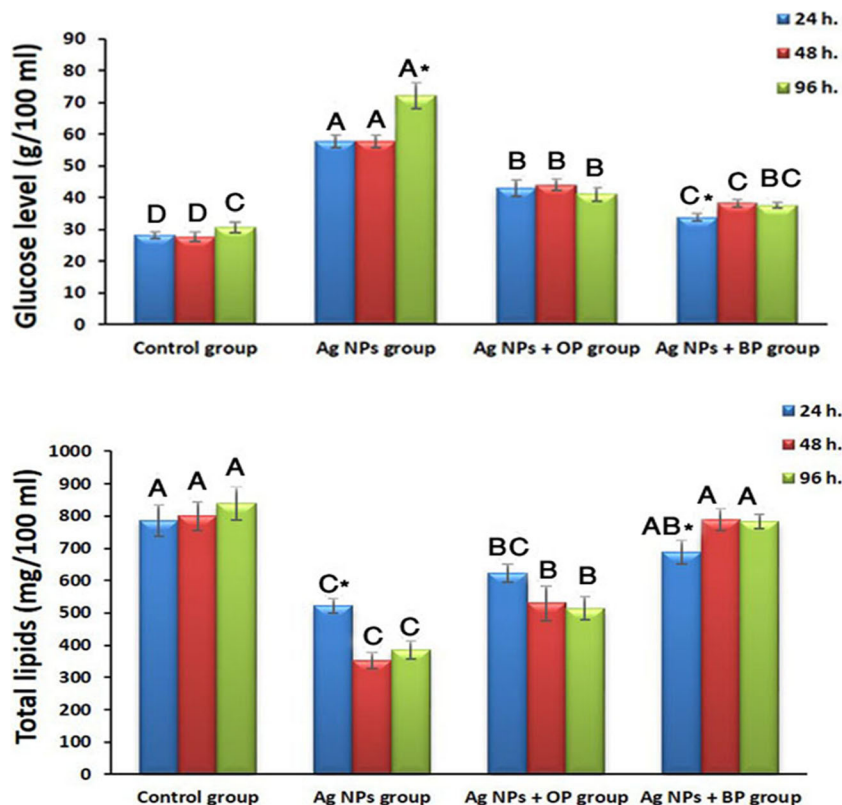 24 h.
48 h.
96 h.
Glucose level (g/100 ml)
90
80
70
60
50
40
30
20
10
0
D D C
A A A*
B B B
C* C BC
Control group Ag NPs group Ag NPs + OP group Ag NPs + BP group
24 h.
48 h.
96 h.
Total lipids (mg/100 ml)
1000
900
800
700
600
500
400
300
200
100
0
A A A
C* C C
BC B B
AB* A A
Control group Ag NPs group Ag NPs + OP group Ag NPs + BP group